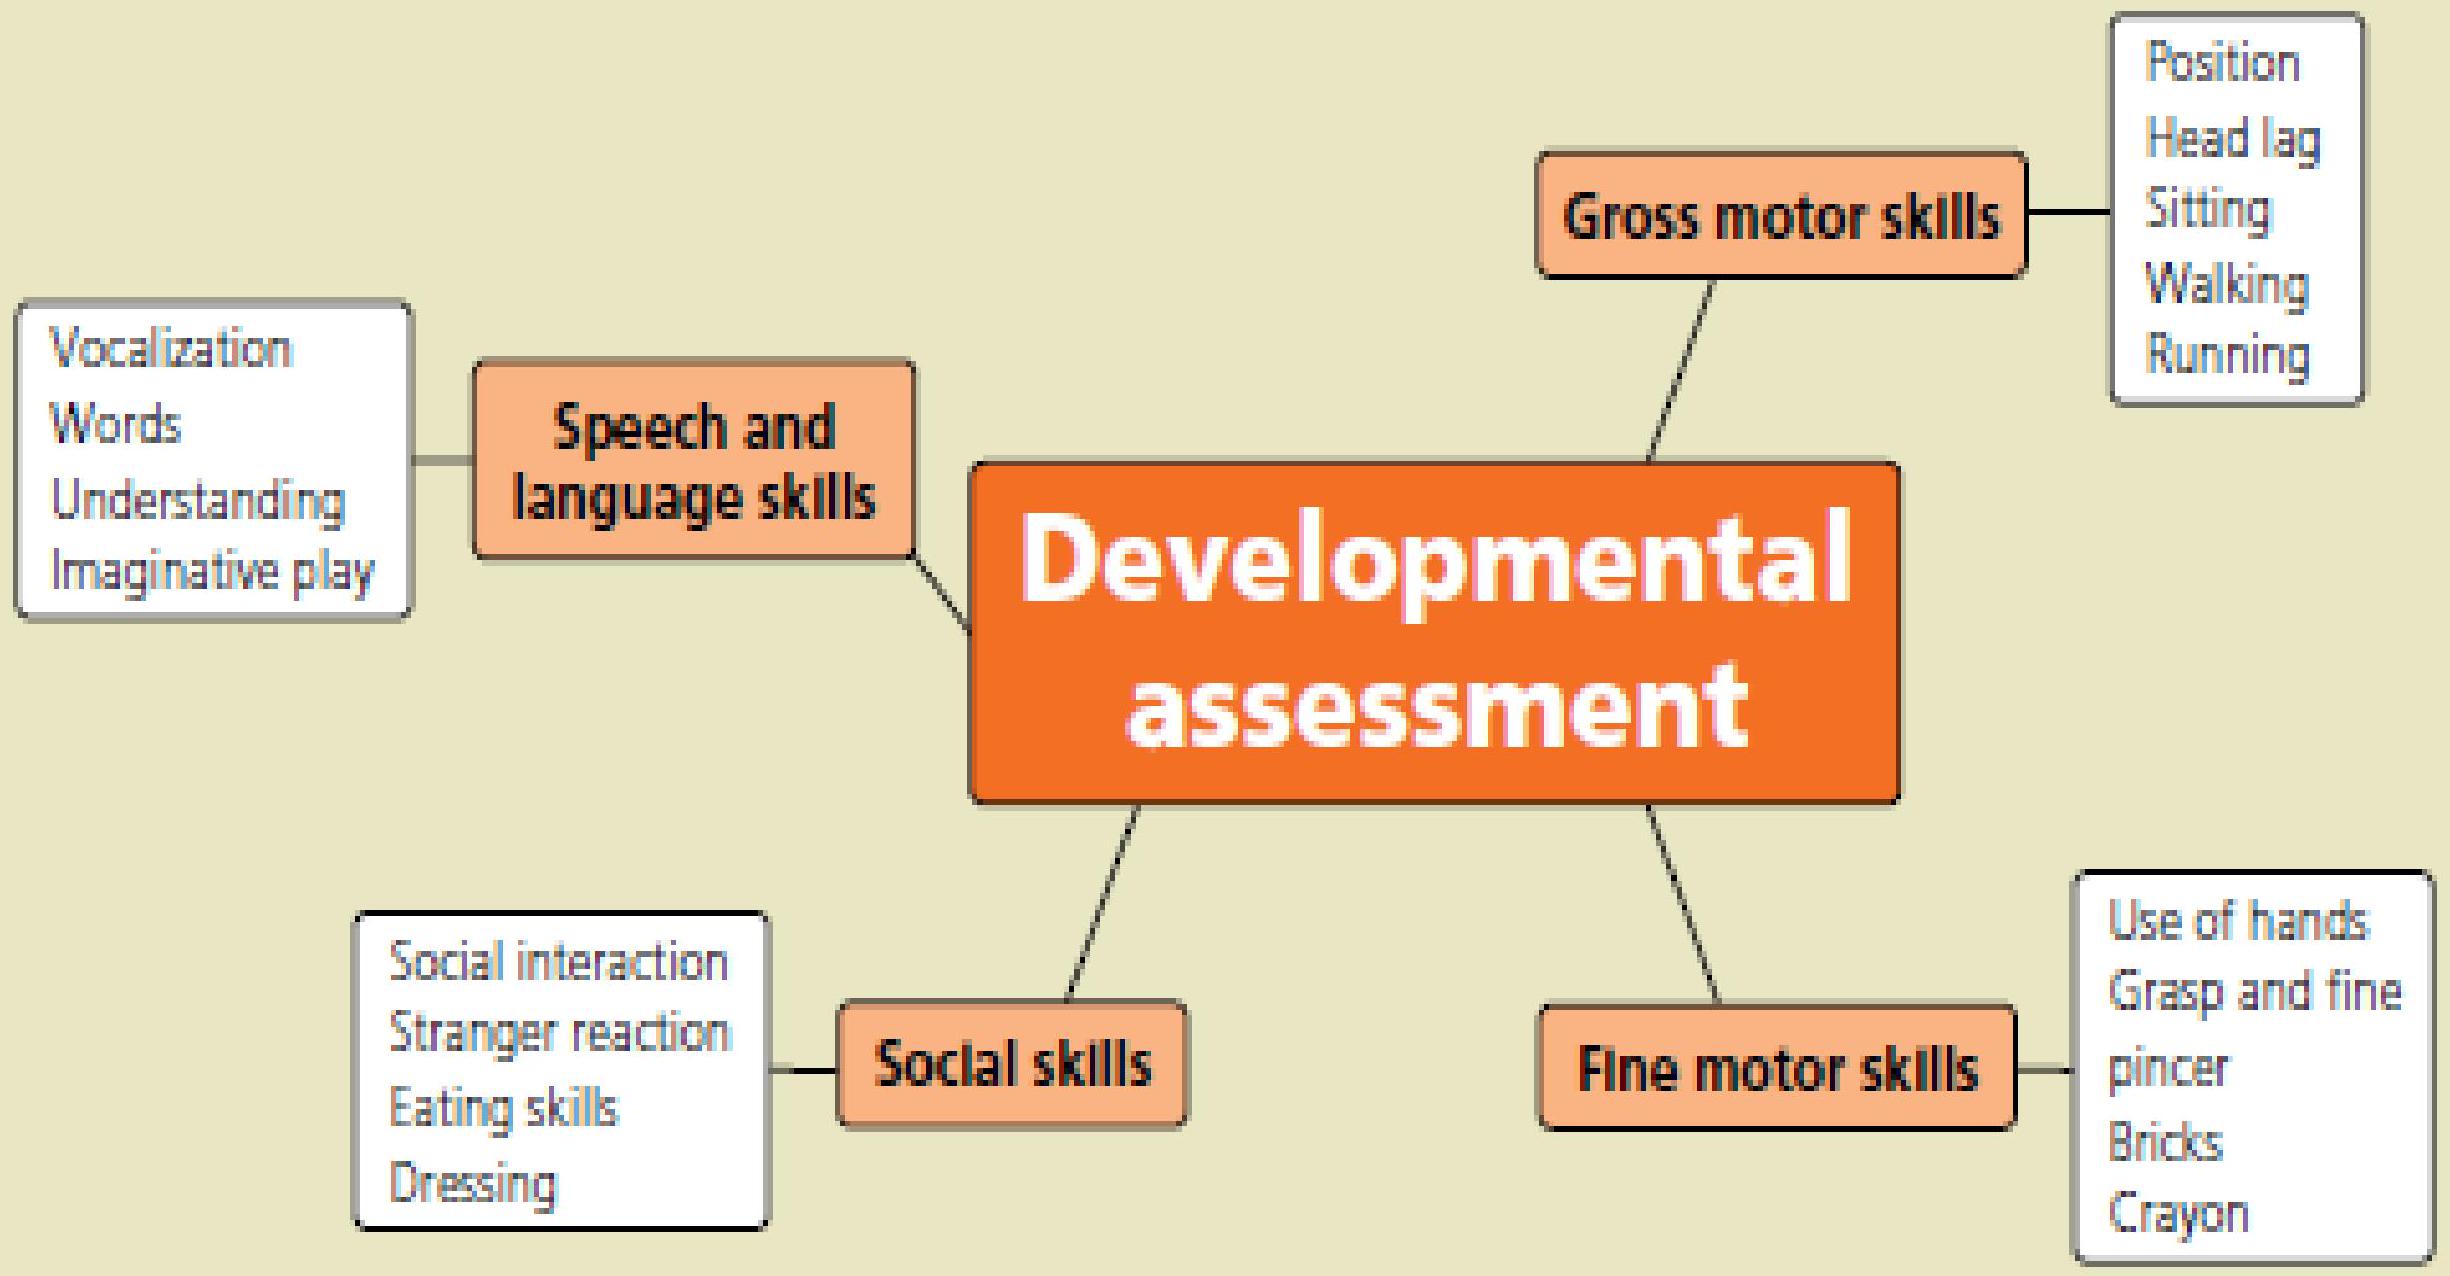 Position
Head lag
Sitting
Walking
Running
Gross motor skills
Vocalization
Words
Understanding
Imaginative play
Speech and
language skills
Developmental
assessment
Social interaction
Stranger reaction
Eating skills
Dressing
Social skills
Fine motor skills
Use of hands
Grasp and fine
pincer
Bricks
Crayon